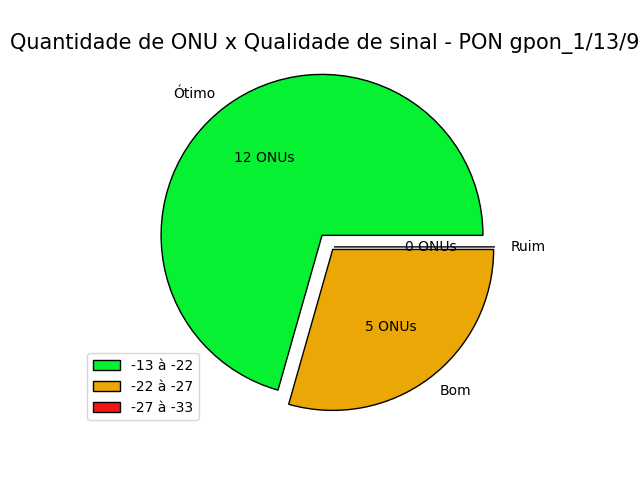 Quantidade de ONU x Qualidade de sinal - PON gpon_1/13/9
Ótimo
12 ONUs
0 ONUs
Ruim
5 ONUs
Bom
-13 à -22
-22 à -27
-27 à -33